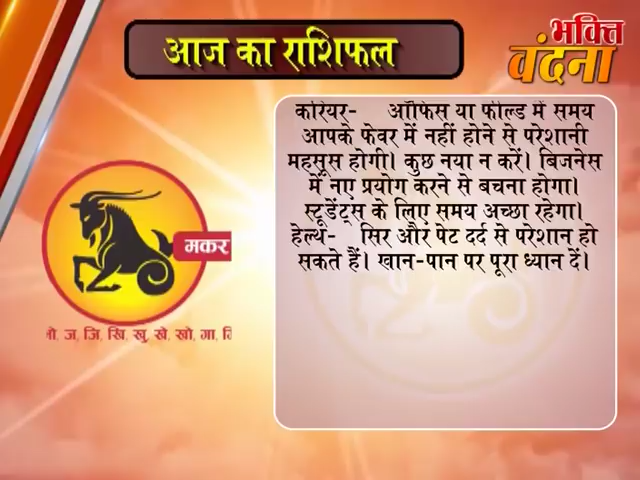 आज का राशिफल
भक्ति
वंदना
करियर- ऑफिस या फील्ड में समय
आपके फेवर में नहीं होने से परेशानी
महसूस होगी। कुछ नया न करें। बिजनेस
में नए प्रयोग करने से बचना होगा।
स्टूडेंट्स के लिए समय अच्छा रहेगा।
हेल्थ- सिर और पेट दर्द से परेशान हो
सकते हैं। खान-पान पर पूरा ध्यान दें।
मकर
ज, जि, खि, खु, खे, खो, गा,